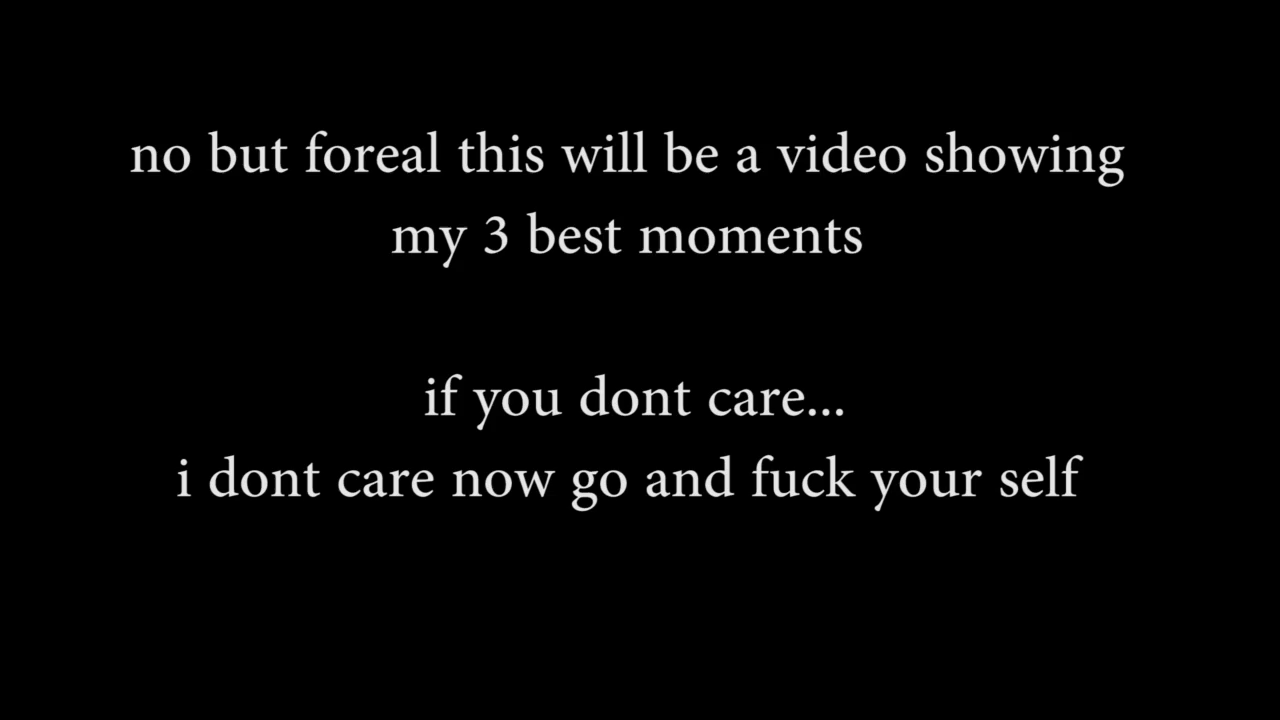 no but foreal this will be a video showing
my 3 best moments
if you dont care...
i dont care now go and fuck your self